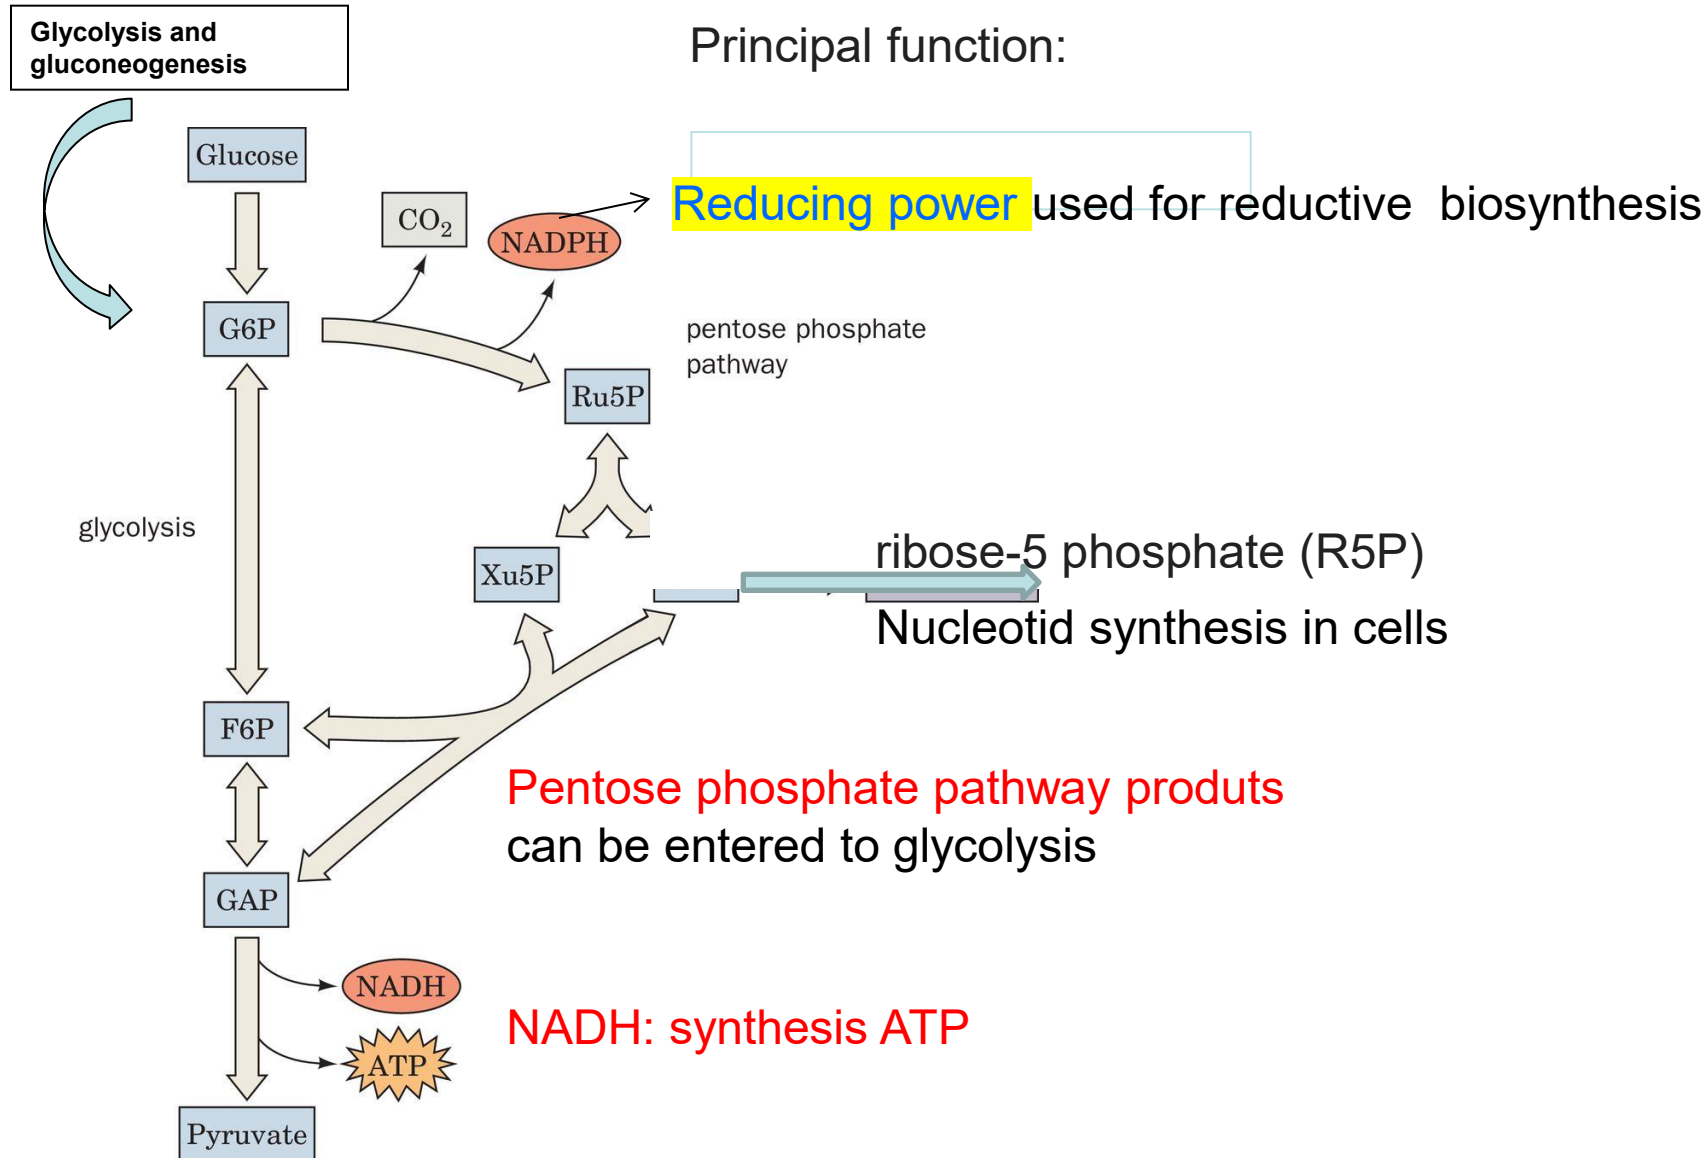 Glycolysis and
gluconeogenesis
Principal function:
Glucose
CO₂
NADPH
Reducing power used for reductive biosynthesis
G6P
pentose phosphate
pathway
Ru5P
glycolysis
Xu5P
ribose-5 phosphate (R5P)
Nucleotid synthesis in cells
F6P
Pentose phosphate pathway produts
can be entered to glycolysis
GAP
NADH
NADH: synthesis ATP
ATP
Pyruvate